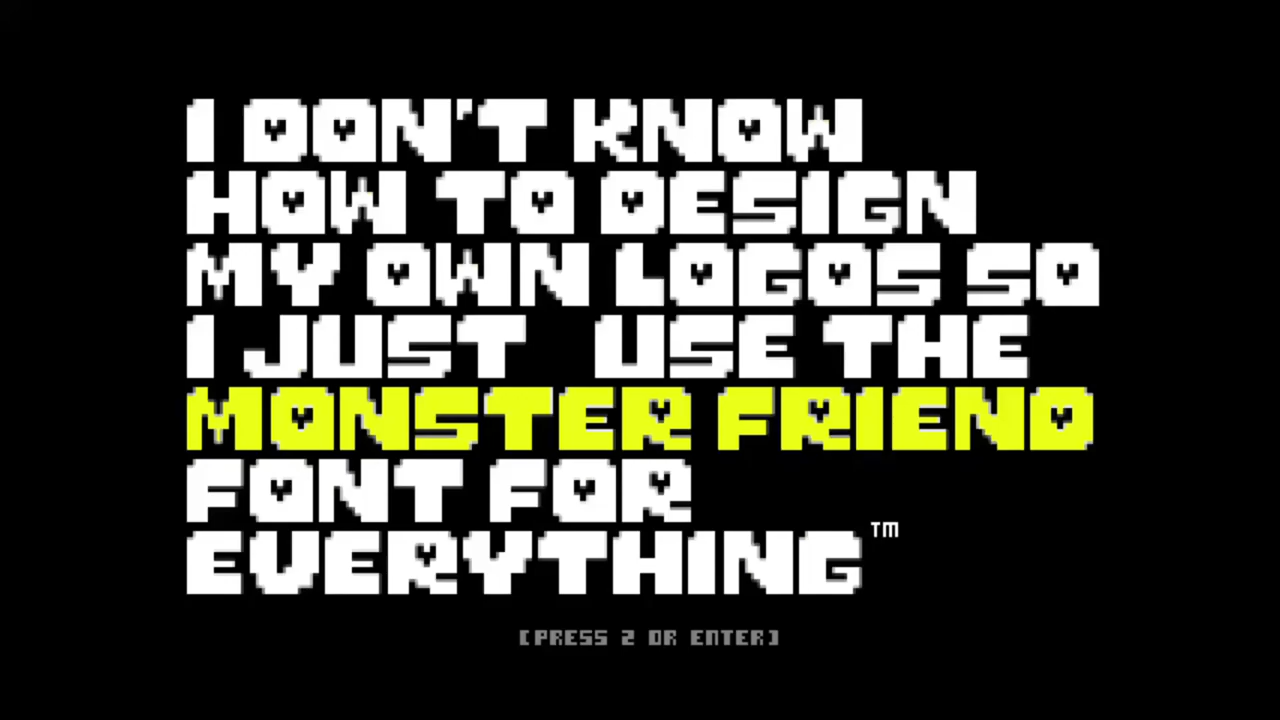 I DON'T KNOW
HOW TO DESIGN
MY OWN LOGOS SO
I JUST USE THE
MONSTER FRIEND
FONT FOR
EVERYTHING™
[PRESS Z OR ENTER]